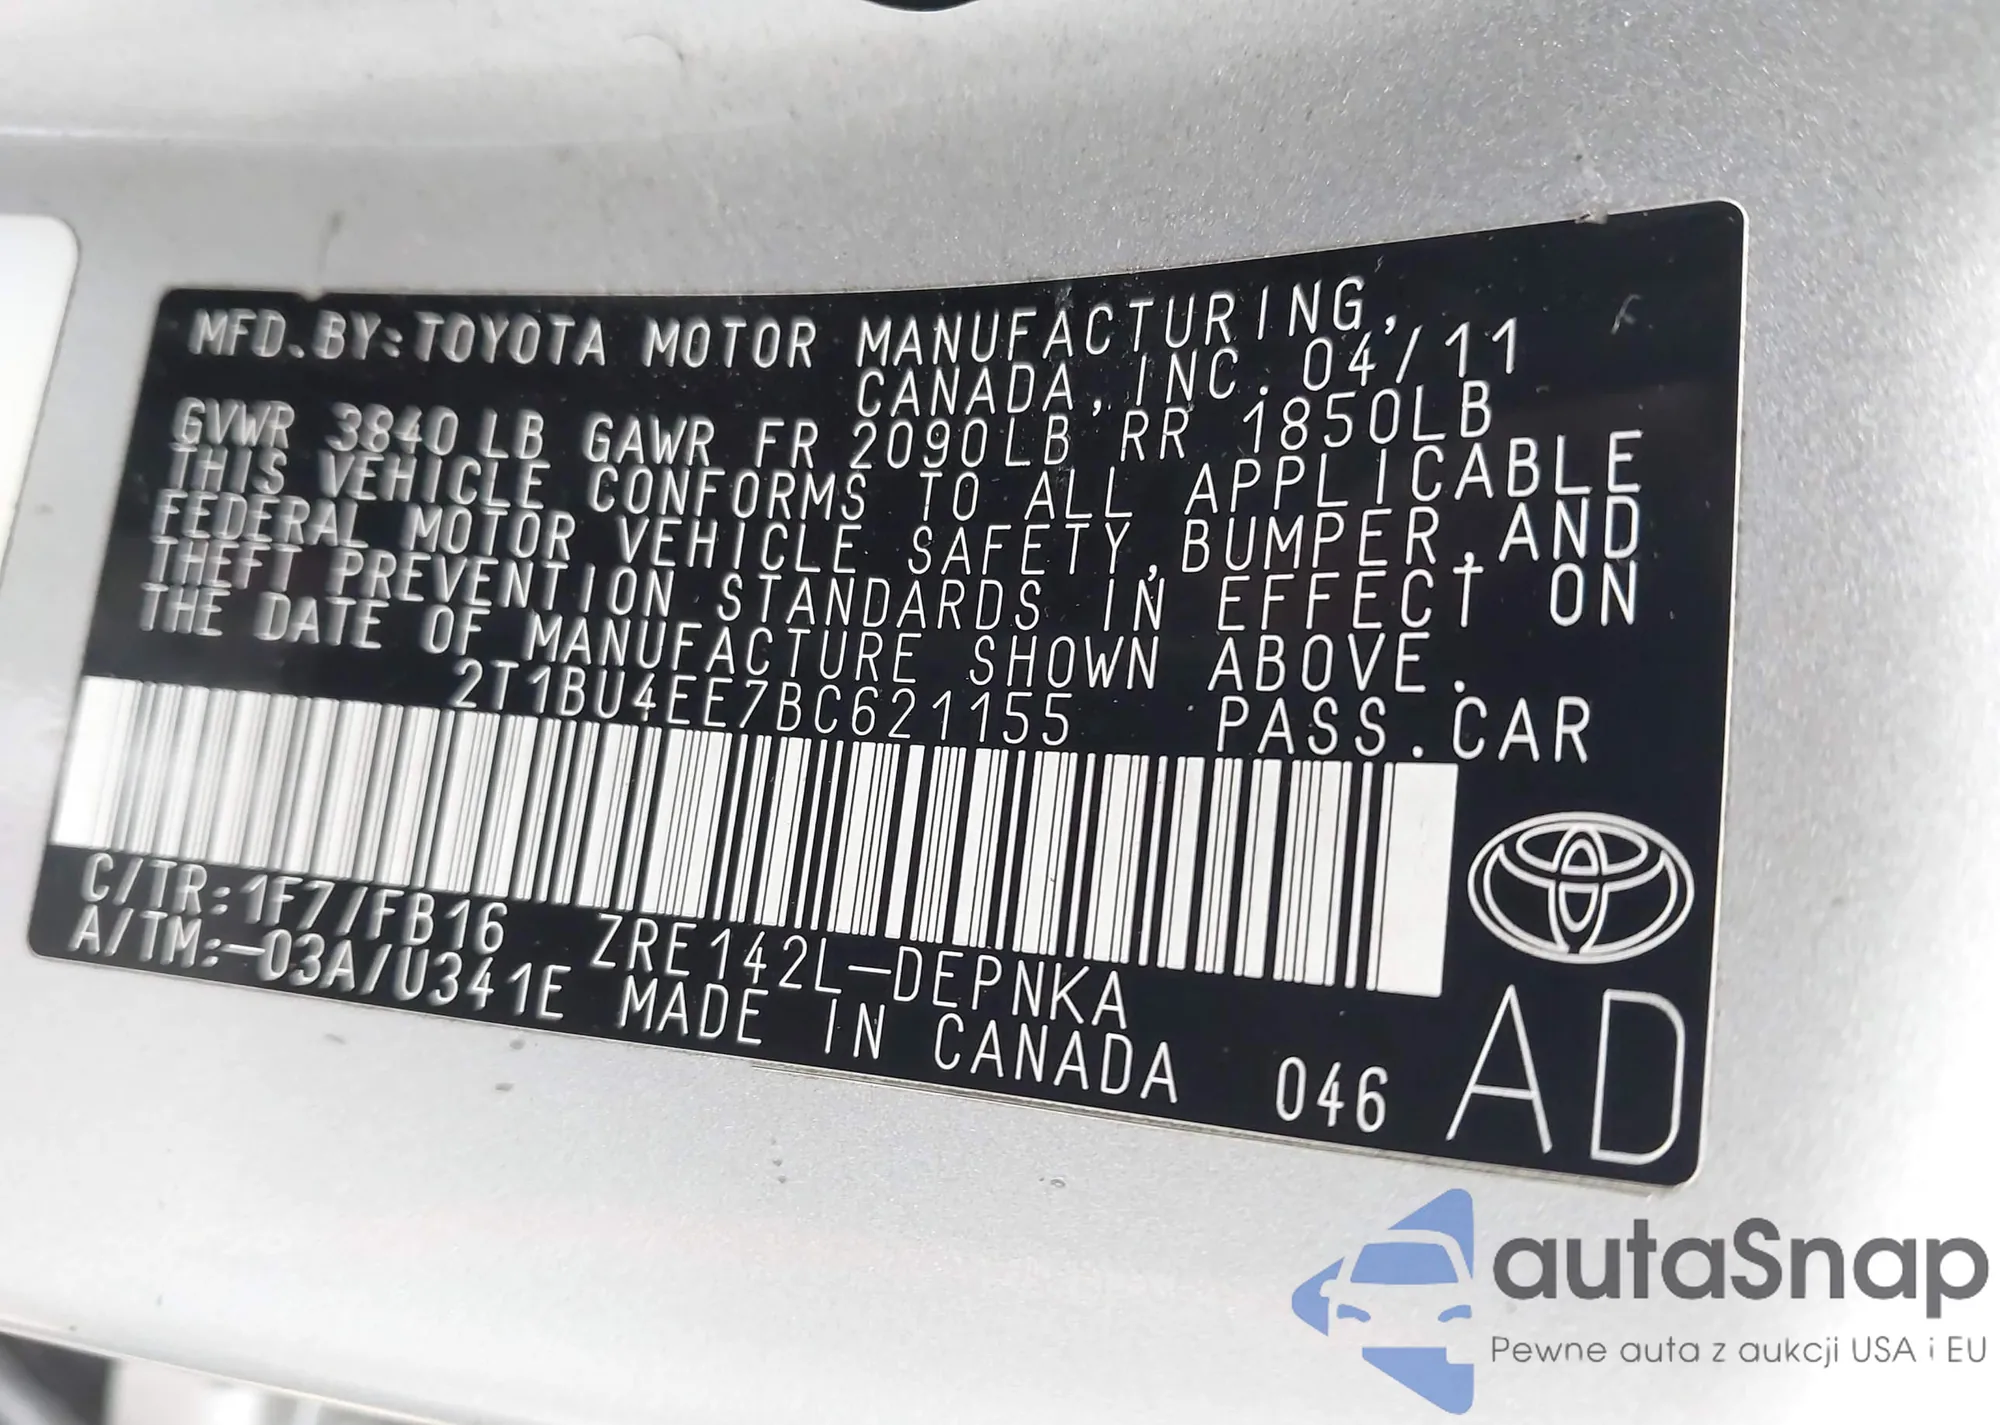 MFD.BY:TOYOTA MOTOR MANUFACTURING,
CANADA,INC.04/11
GVWR 3840LB GAWR FR 2090LB RR 1850LB
THIS VEHICLE CONFORMS TO ALL APPLICABLE
FEDERAL MOTOR VEHICLE SAFETY,BUMPER,AND
THEFT PREVENTION STANDARDS IN EFFECT ON
THE DATE OF MANUFACTURE SHOWN ABOVE.
2T1BU4EE7BC621155 PASS.CAR
C/TR:1F7/FB16 ZRE142L-DEPNKA
A/TM:-03A/U341E MADE IN CANADA 046 AD
autaSnap
Pewne auta z aukcji USA i EU